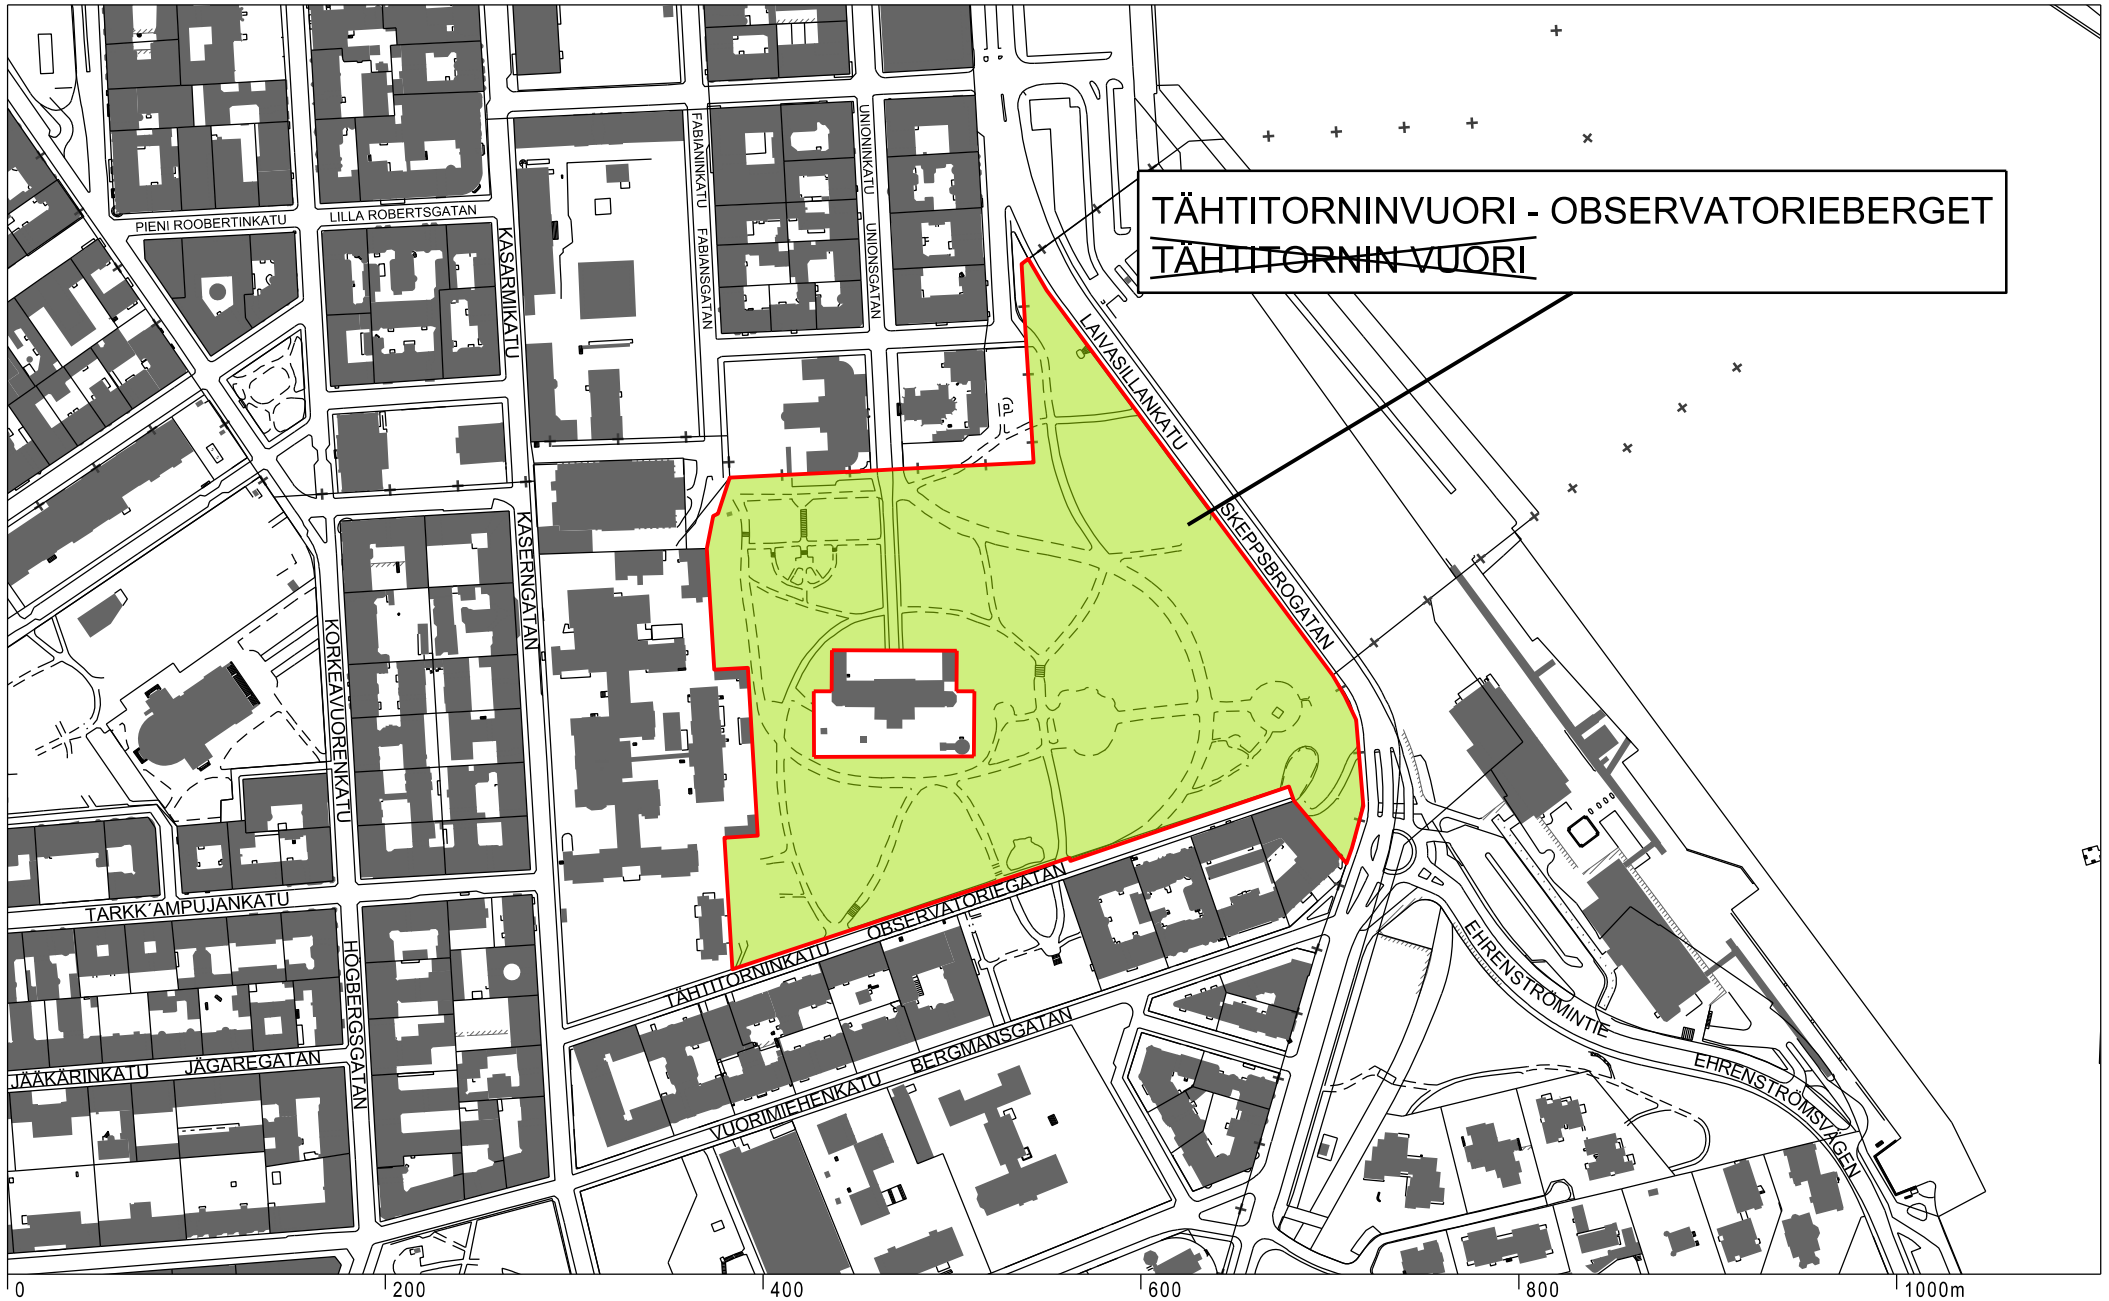 TÄHTITORNINVUORI - OBSERVATORIEBERGET
TÄHTITORNIN VUORI
PIENI ROOBERTINKATU
LILLA ROBERTSGATAN
KASARMIKATU
FABIANINKATU
FABIANSGATAN
UNIONINKATU
UNIONSGATAN
LAIVASILLANKATU
SKEPPSBROGATAN
KASERNGATAN
KORKEAVUORENKATU
HÖGBERGSGATAN
TARKK´AMPUJANKATU
JÄÄKÄRINKATU
JÄGAREGATAN
TÄHTITORNINKATU
OBSERVATORIEGATAN
VUORIMIEHENKATU
BERGMANSGATAN
EHRENSTRÖMINTIE
EHRENSTRÖMSVÄGEN
0 200 400 600 800 1000m